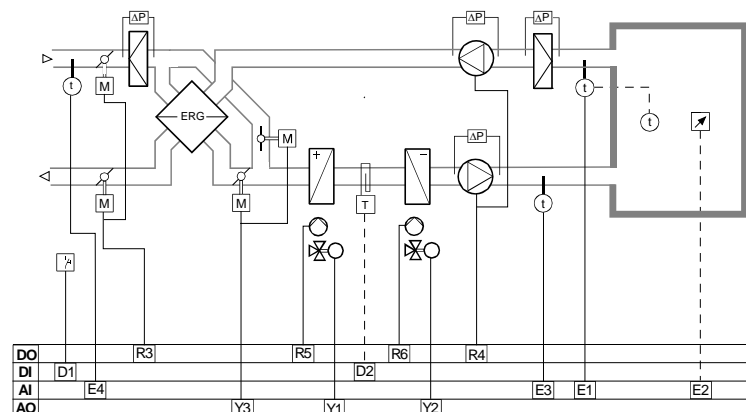 ΔP ΔP
t M t
ERG M t
ΔP
+ −
M M T t
DO R3 R5 R6 R4
DI D1 D2
AI E4 E3 E1 E2
AO Y3 Y1 Y2